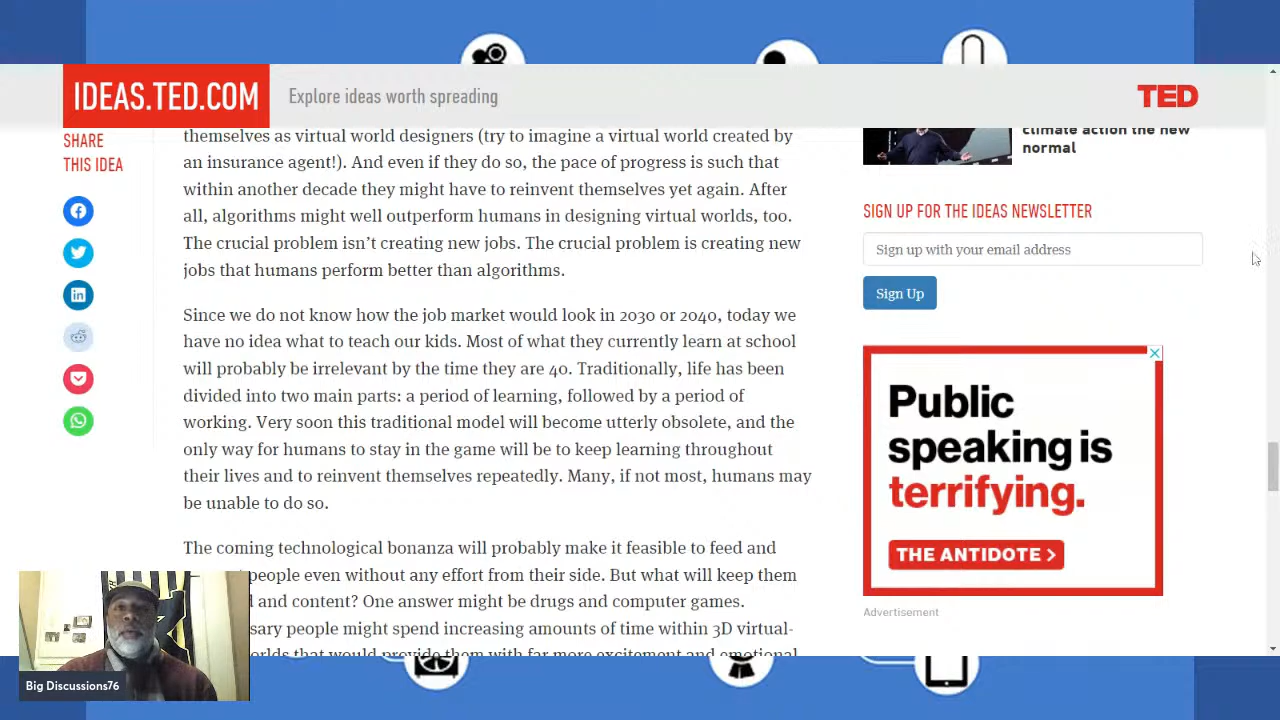 IDEAS.TED.COM
Explore ideas worth spreading
TED
SHARE
THIS IDEA
themselves as virtual world designers (try to imagine a virtual world created by
an insurance agent!). And even if they do so, the pace of progress is such that
within another decade they might have to reinvent themselves yet again. After
all, algorithms might well outperform humans in designing virtual worlds, too.
The crucial problem isn’t creating new jobs. The crucial problem is creating new
jobs that humans perform better than algorithms.
Since we do not know how the job market would look in 2030 or 2040, today we
have no idea what to teach our kids. Most of what they currently learn at school
will probably be irrelevant by the time they are 40. Traditionally, life has been
divided into two main parts: a period of learning, followed by a period of
working. Very soon this traditional model will become utterly obsolete, and the
only way for humans to stay in the game will be to keep learning throughout
their lives and to reinvent themselves repeatedly. Many, if not most, humans may
be unable to do so.
The coming technological bonanza will probably make it feasible to feed and
people even without any effort from their side. But what will keep them
and content? One answer might be drugs and computer games.
people might spend increasing amounts of time within 3D virtual-
that would provide them with far more excitement and emotional
climate action the new
normal
SIGN UP FOR THE IDEAS NEWSLETTER
Sign up with your email address
Sign Up
Public
speaking is
terrifying.
THE ANTIDOTE >
Advertisement
Big Discussions76